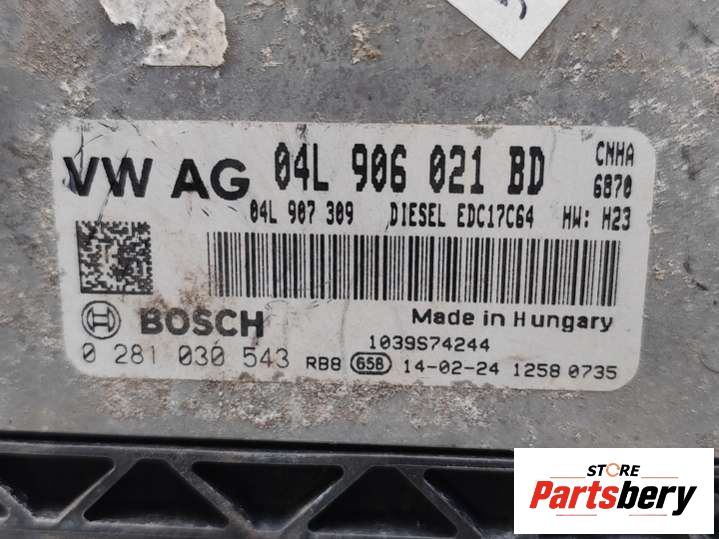 VW AG 04L 906 021 BD CNHA
6870
04L 907 309 DIESEL EDC17C64 HW: H23
BOSCH Made in Hungary
1039S74244
0 281 030 543 RB8 658 14-02-24 1258 0735
STORE
Partsbery